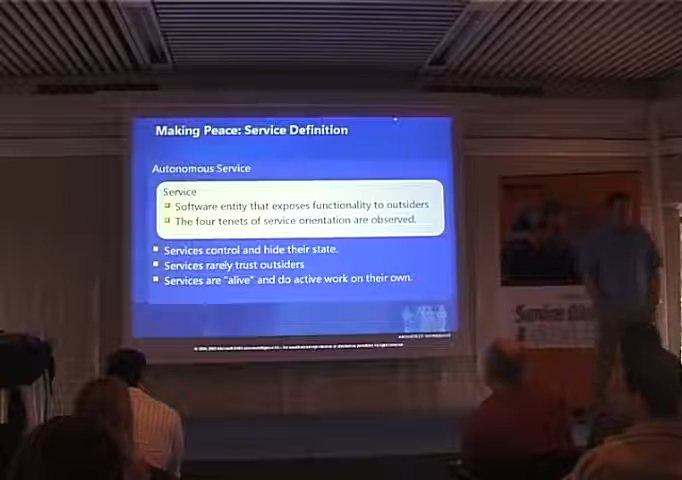 Making Peace: Service Definition
Autonomous Service
Service
Software entity that exposes functionality to outsiders
The four tenets of service orientation are observed.
Services control and hide their state.
Services rarely trust outsiders
Services are "alive" and do active work on their own.
Service